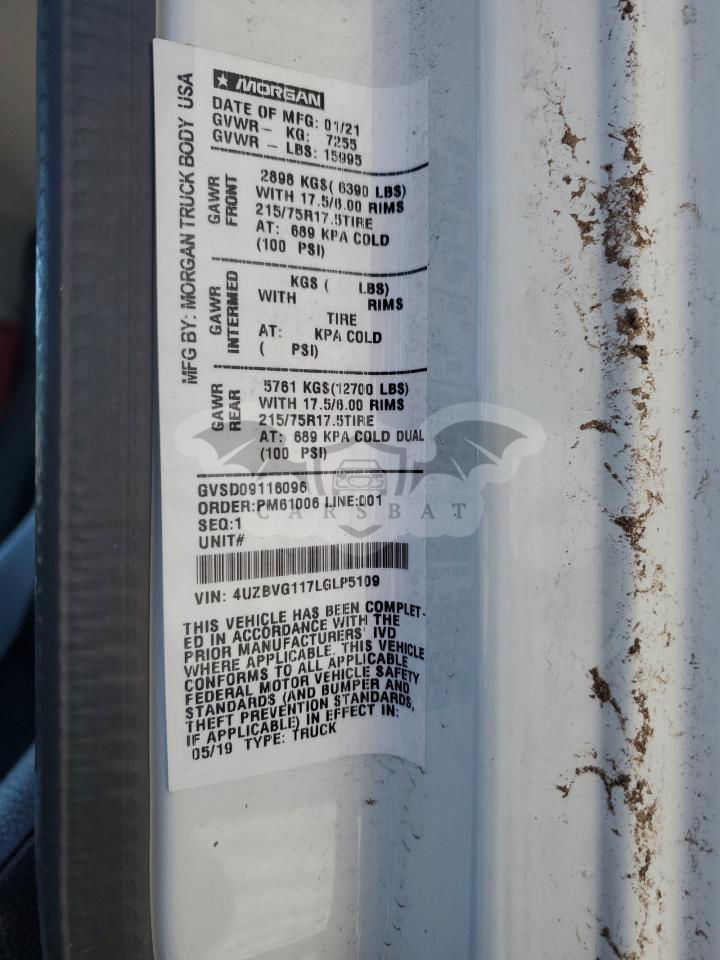 MORGAN
DATE OF MFG: 01/21
GVWR- KG: 7255
GVWR - LBS: 15995
MFG BY: MORGAN TRUCK BODY USA
GAWR
FRONT
2898 KGS( 6390 LBS)
WITH 17.5/6.00 RIMS
215/75R17.5TIRE
AT: 689 KPA COLD
(100 PSI)
GAWR
INTERMED
KGS ( LBS)
WITH RIMS
TIRE
AT: KPA COLD
( PSI)
GAWR
REAR
5761 KGS(12700 LBS)
WITH 17.5/6.00 RIMS
215/75R17.5TIRE
AT: 689 KPA COLD DUAL
(100 PSI)
GVSD09116096
ORDER:PM61006 LINE:001
SEQ:1
UNIT#
CARSBAT
VIN: 4UZBVG117LGLP5109
THIS VEHICLE HAS BEEN COMPLET-
ED IN ACCORDANCE WITH THE
PRIOR MANUFACTURERS' IVD
WHERE APPLICABLE. THIS VEHICLE
CONFORMS TO ALL APPLICABLE
FEDERAL MOTOR VEHICLE SAFETY
STANDARDS (AND BUMPER AND
THEFT PREVENTION STANDARDS,
IF APPLICABLE) IN EFFECT IN:
05/19 TYPE: TRUCK